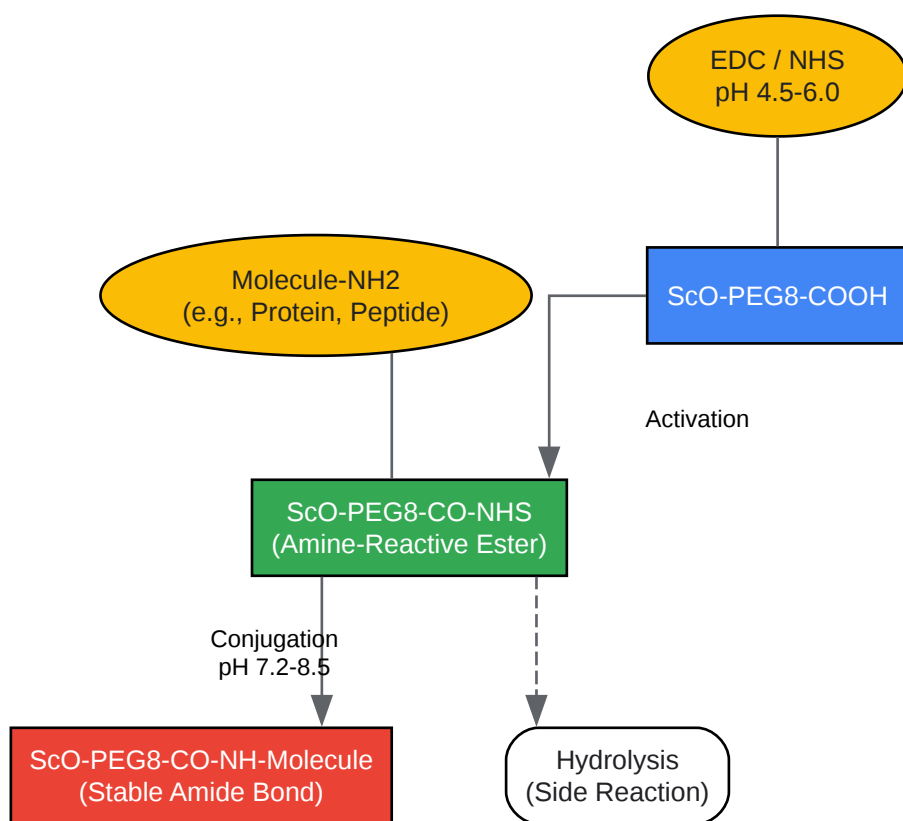 EDC / NHS
pH 4.5-6.0
ScO-PEG8-COOH
Molecule-NH2
(e.g., Protein, Peptide)
Activation
ScO-PEG8-CO-NHS
(Amine-Reactive Ester)
Conjugation
pH 7.2-8.5
ScO-PEG8-CO-NH-Molecule
(Stable Amide Bond)
Hydrolysis
(Side Reaction)